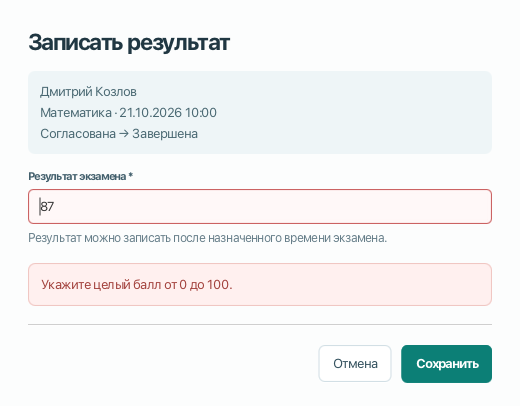 Записать результат
Дмитрий Козлов
Математика · 21.10.2026 10:00
Согласована → Завершена
Результат экзамена *
87
Результат можно записать после назначенного времени экзамена.
Укажите целый балл от 0 до 100.
Отмена
Сохранить